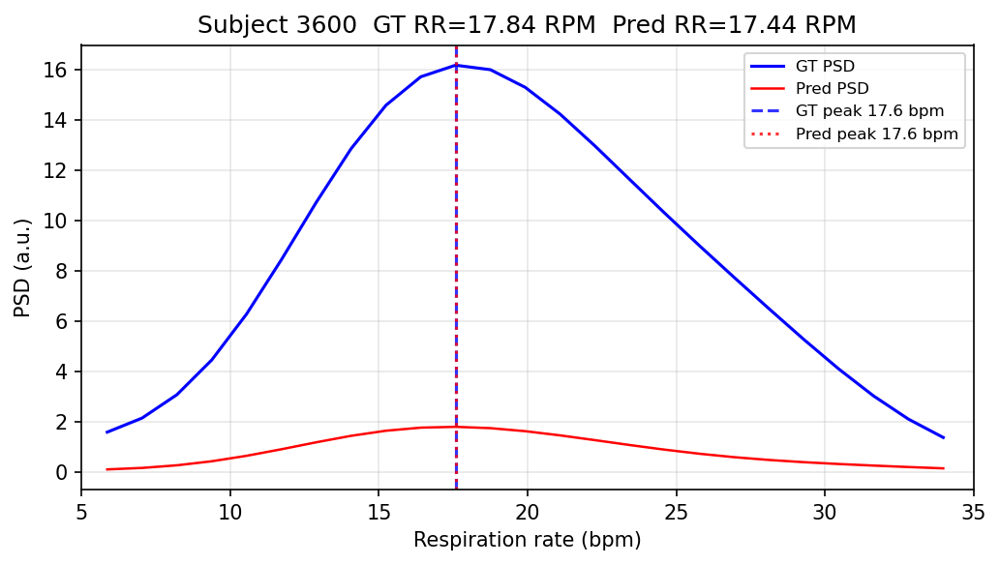 Subject 3600  GT RR=17.84 RPM  Pred RR=17.44 RPM
GT PSD
Pred PSD
GT peak 17.6 bpm
Pred peak 17.6 bpm
PSD (a.u.)
16
14
12
10
8
6
4
2
0
5 10 15 20 25 30 35
Respiration rate (bpm)